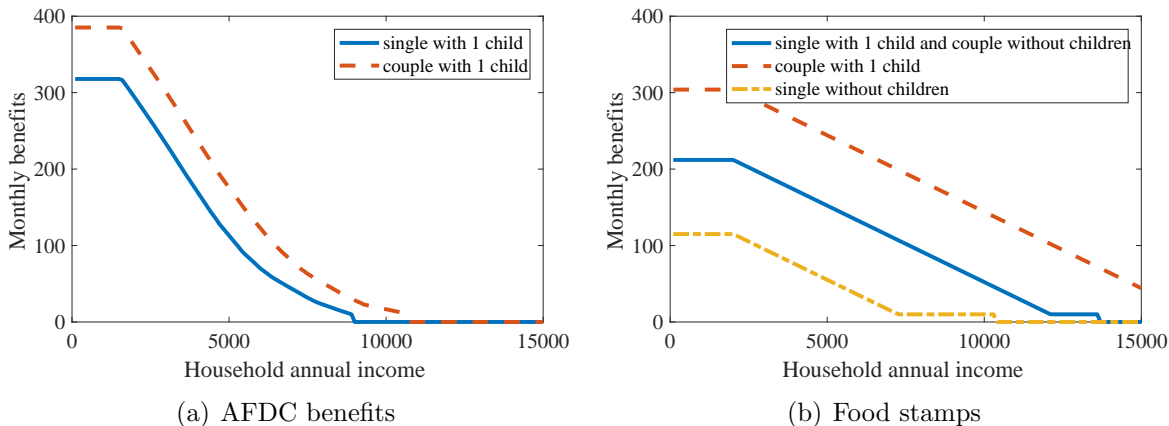 400
300
200
100
0
Monthly benefits
single with 1 child
couple with 1 child
0
5000
10000
15000
Household annual income
(a) AFDC benefits
400
300
200
100
0
Monthly benefits
single with 1 child and couple without children
couple with 1 child
single without children
0
5000
10000
15000
Household annual income
(b) Food stamps